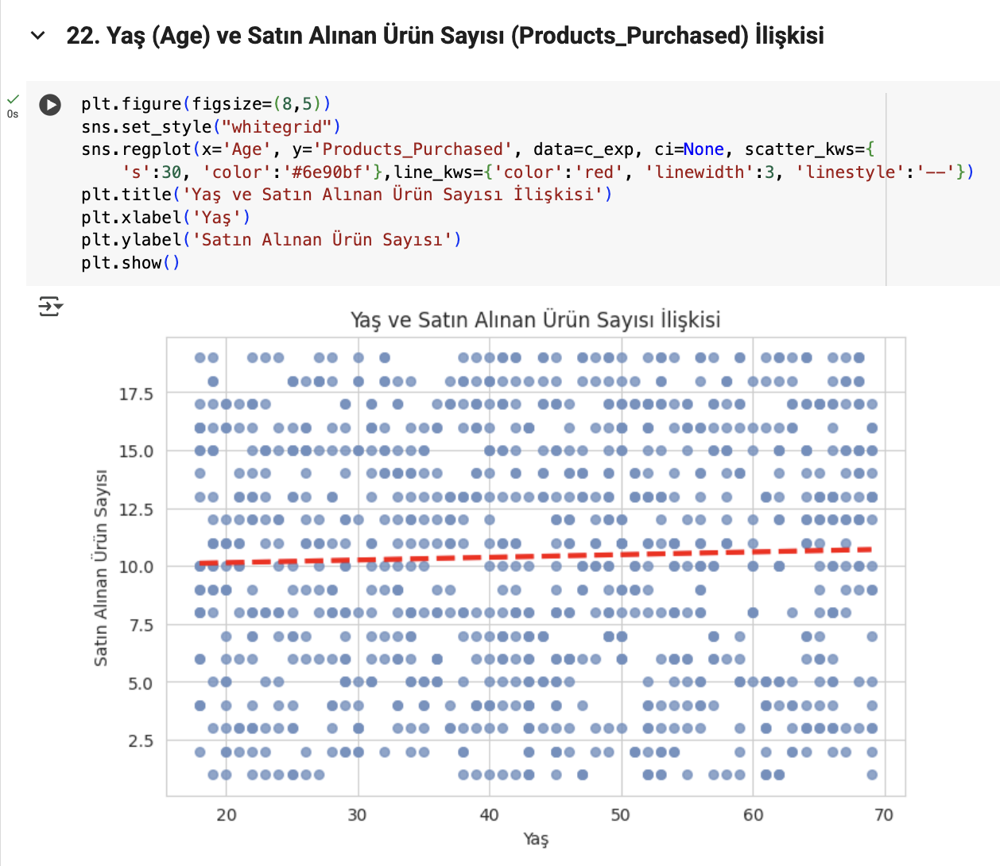 22. Yaş (Age) ve Satın Alınan Ürün Sayısı (Products_Purchased) İlişkisi
0s
plt.figure(figsize=(8,5))
sns.set_style("whitegrid")
sns.regplot(x='Age', y='Products_Purchased', data=c_exp, ci=None, scatter_kws={
's':30, 'color':'#6e90bf'},line_kws={'color':'red', 'linewidth':3, 'linestyle':'--'})
plt.title('Yaş ve Satın Alınan Ürün Sayısı İlişkisi')
plt.xlabel('Yaş')
plt.ylabel('Satın Alınan Ürün Sayısı')
plt.show()
Yaş ve Satın Alınan Ürün Sayısı İlişkisi
Satın Alınan Ürün Sayısı
17.5
15.0
12.5
10.0
7.5
5.0
2.5
20 30 40 50 60 70
Yaş